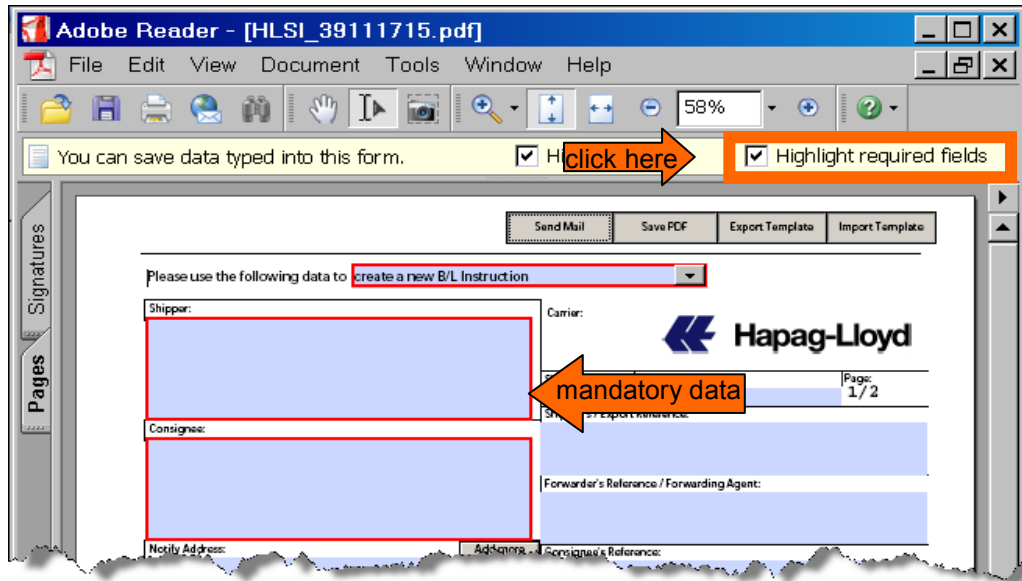 Adobe Reader - [HLSI_39111715.pdf]
File Edit View Document Tools Window Help
58%
You can save data typed into this form.
click here
Highlight required fields
Signatures
Pages
Send Mail Save PDF Export Template Import Template
Please use the following data to create a new B/L Instruction
Shipper:
Carrier:
Hapag-Lloyd
mandatory data
Page:
1/2
Export Reference:
Consignee:
Forwarder's Reference / Forwarding Agent:
Notify Address:
Consignee's Reference: